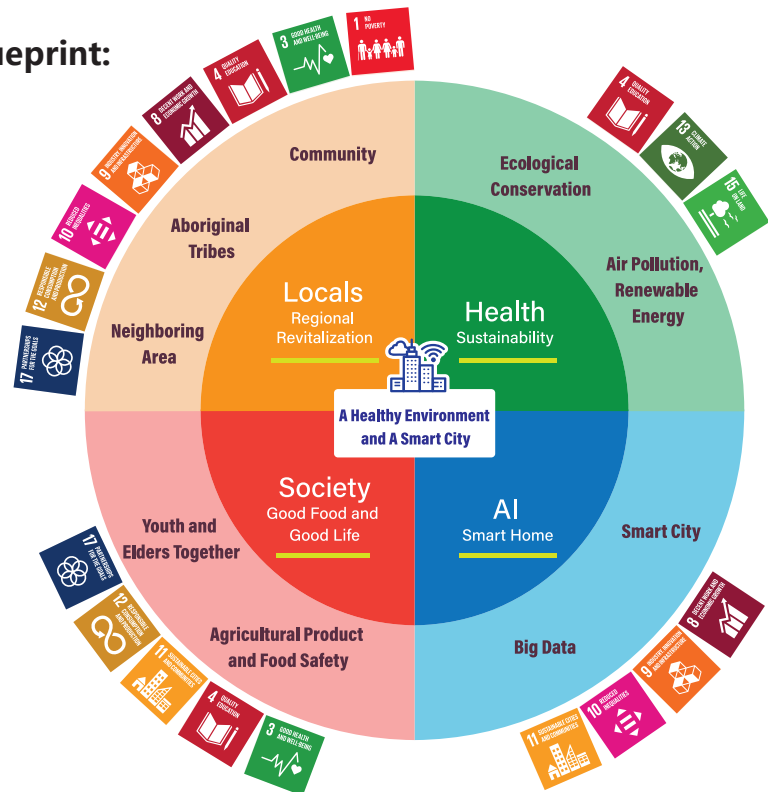 ueprint:
1 NO
POVERTY
3 GOOD HEALTH
AND WELL-BEING
4 QUALITY
EDUCATION
8 DECENT WORK AND
ECONOMIC GROWTH
9 INDUSTRY, INNOVATION
AND INFRASTRUCTURE
10 REDUCED
INEQUALITIES
12 RESPONSIBLE
CONSUMPTION
AND PRODUCTION
17 PARTNERSHIPS
FOR THE GOALS
4 QUALITY
EDUCATION
13 CLIMATE
ACTION
15 LIFE
ON LAND
Community
Aboriginal
Tribes
Neighboring
Area
Ecological
Conservation
Air Pollution,
Renewable
Energy
Locals
Regional
Revitalization
Health
Sustainability
A Healthy Environment
and A Smart City
Society
Good Food and
Good Life
AI
Smart Home
Youth and
Elders Together
Agricultural Product
and Food Safety
Smart City
Big Data
17 PARTNERSHIPS
FOR THE GOALS
12 RESPONSIBLE
CONSUMPTION
AND PRODUCTION
11 SUSTAINABLE CITIES
AND COMMUNITIES
4 QUALITY
EDUCATION
3 GOOD HEALTH
AND WELL-BEING
8 DECENT WORK AND
ECONOMIC GROWTH
9 INDUSTRY, INNOVATION
AND INFRASTRUCTURE
10 REDUCED
INEQUALITIES
11 SUSTAINABLE CITIES
AND COMMUNITIES